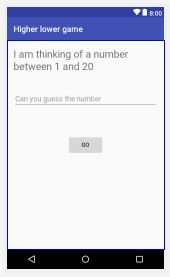 8:00
Higher lower game
I am thinking of a number
between 1 and 20
Can you guess the number
GO